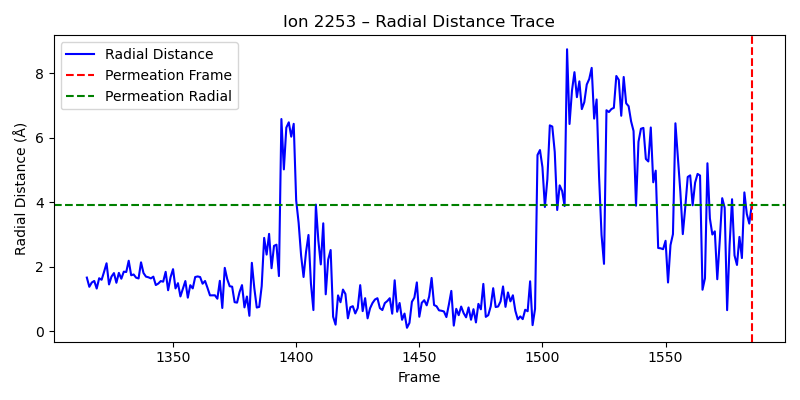 Ion 2253 – Radial Distance Trace
Radial Distance
Permeation Frame
Permeation Radial
Radial Distance (Å)
8
6
4
2
0
1350
1400
1450
1500
1550
Frame